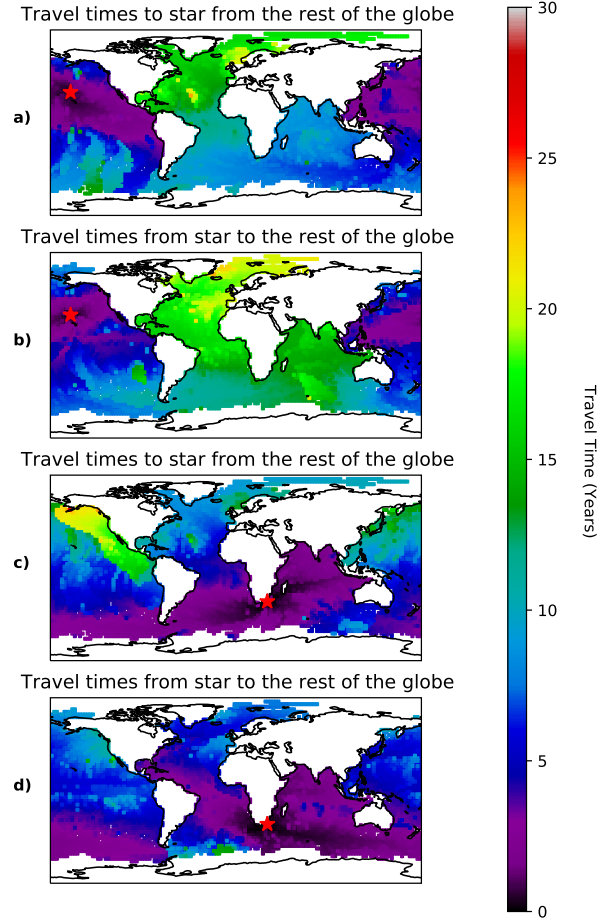 Travel times to star from the rest of the globe
a)
Travel times from star to the rest of the globe
b)
Travel times to star from the rest of the globe
c)
Travel times from star to the rest of the globe
d)
30
25
20
15
10
5
0
Travel Time (Years)